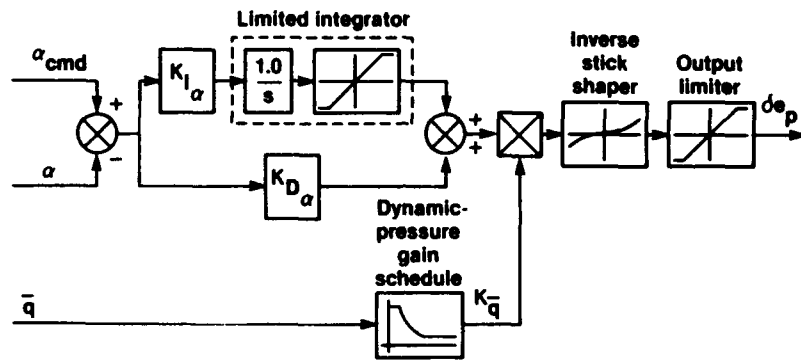 Limited integrator
α cmd
+
−
α
K I α
1.0
s
K D α
+
+
Inverse
stick
shaper
Output
limiter
δe p
Dynamic-
pressure
gain
schedule
q̅
K q̅